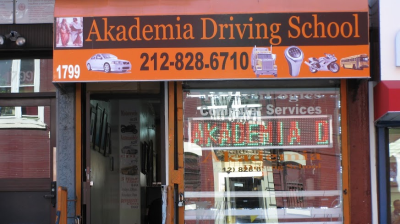 Akademia Driving School
1799
212-828-6710
Services
AKADEMIA D